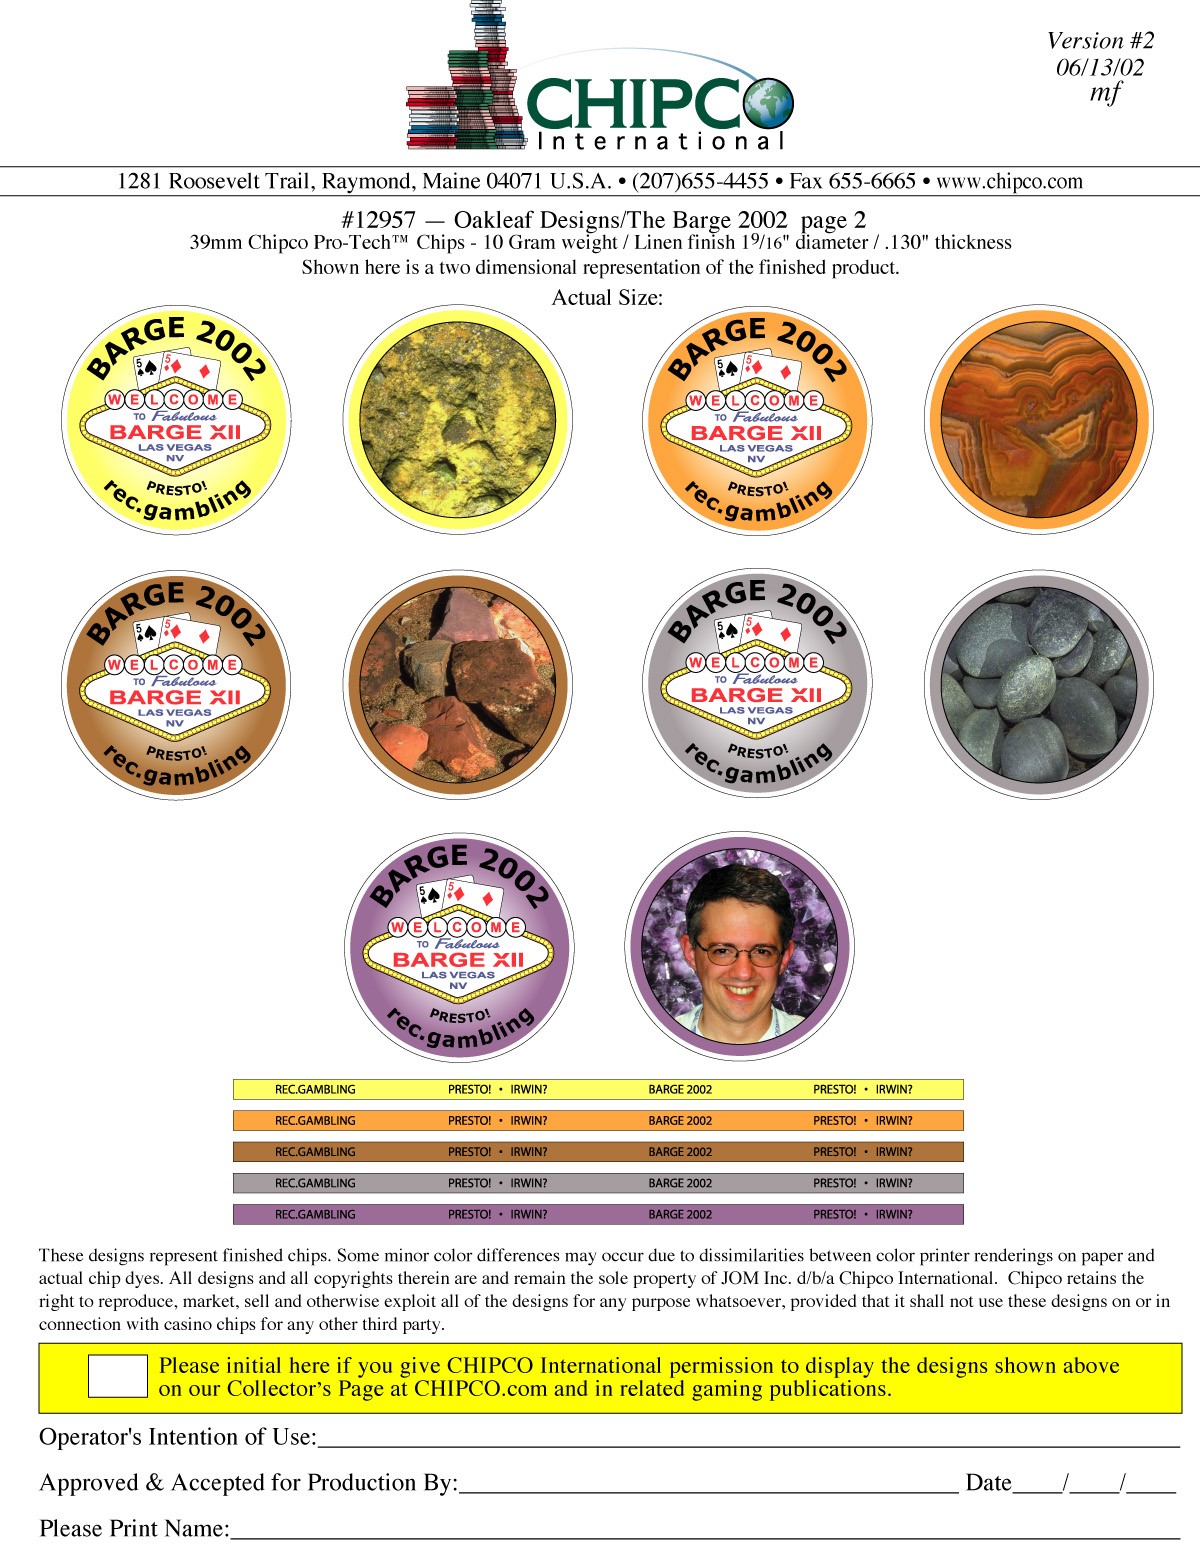 Version #2
06/13/02
mf
CHIPCO
International
1281 Roosevelt Trail, Raymond, Maine 04071 U.S.A. • (207)655-4455 • Fax 655-6665 • www.chipco.com
#12957 — Oakleaf Designs/The Barge 2002 page 2
39mm Chipco Pro-Tech™ Chips - 10 Gram weight / Linen finish 19/16" diameter / .130" thickness
Shown here is a two dimensional representation of the finished product.
Actual Size:
BARGE 2002
5 5
WELCOME
TO Fabulous
BARGE XII
LAS VEGAS
NV
PRESTO!
rec.gambling
BARGE 2002
5 5
WELCOME
TO Fabulous
BARGE XII
LAS VEGAS
NV
PRESTO!
rec.gambling
BARGE 2002
5 5
WELCOME
TO Fabulous
BARGE XII
LAS VEGAS
NV
PRESTO!
rec.gambling
BARGE 2002
5 5
WELCOME
TO Fabulous
BARGE XII
LAS VEGAS
NV
PRESTO!
rec.gambling
BARGE 2002
5 5
WELCOME
TO Fabulous
BARGE XII
LAS VEGAS
NV
PRESTO!
rec.gambling
REC.GAMBLING PRESTO! • IRWIN? BARGE 2002 PRESTO! • IRWIN?
REC.GAMBLING PRESTO! • IRWIN? BARGE 2002 PRESTO! • IRWIN?
REC.GAMBLING PRESTO! • IRWIN? BARGE 2002 PRESTO! • IRWIN?
REC.GAMBLING PRESTO! • IRWIN? BARGE 2002 PRESTO! • IRWIN?
REC.GAMBLING PRESTO! • IRWIN? BARGE 2002 PRESTO! • IRWIN?
These designs represent finished chips. Some minor color differences may occur due to dissimilarities between color printer renderings on paper and
actual chip dyes. All designs and all copyrights therein are and remain the sole property of JOM Inc. d/b/a Chipco International. Chipco retains the
right to reproduce, market, sell and otherwise exploit all of the designs for any purpose whatsoever, provided that it shall not use these designs on or in
connection with casino chips for any other third party.
Please initial here if you give CHIPCO International permission to display the designs shown above
on our Collector's Page at CHIPCO.com and in related gaming publications.
Operator's Intention of Use:
Approved & Accepted for Production By: Date / /
Please Print Name: